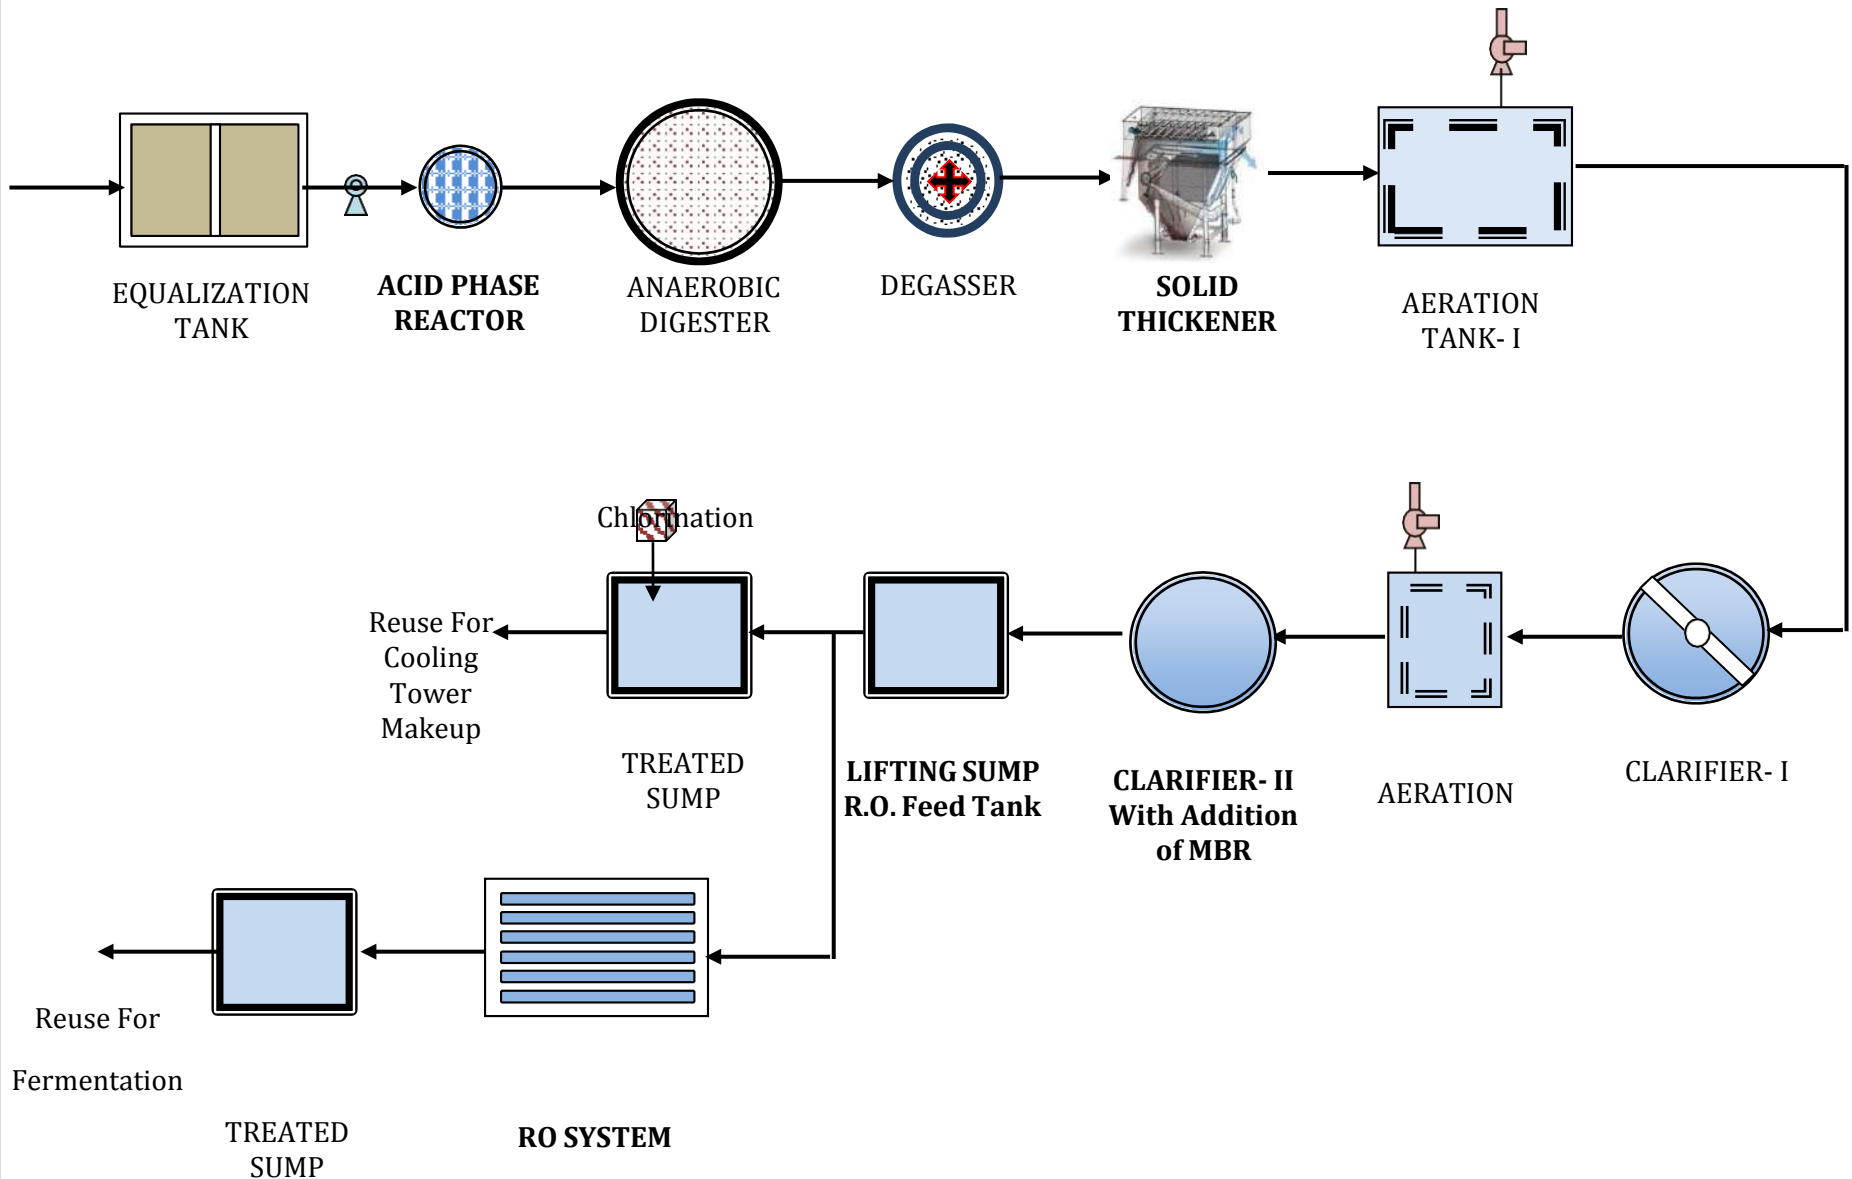 EQUALIZATION
TANK
ACID PHASE
REACTOR
ANAEROBIC
DIGESTER
DEGASSER
SOLID
THICKENER
AERATION
TANK- I
Chlorination
Reuse For
Cooling
Tower
Makeup
TREATED
SUMP
LIFTING SUMP
R.O. Feed Tank
CLARIFIER- II
With Addition
of MBR
AERATION
CLARIFIER- I
Reuse For
Fermentation
TREATED
SUMP
RO SYSTEM